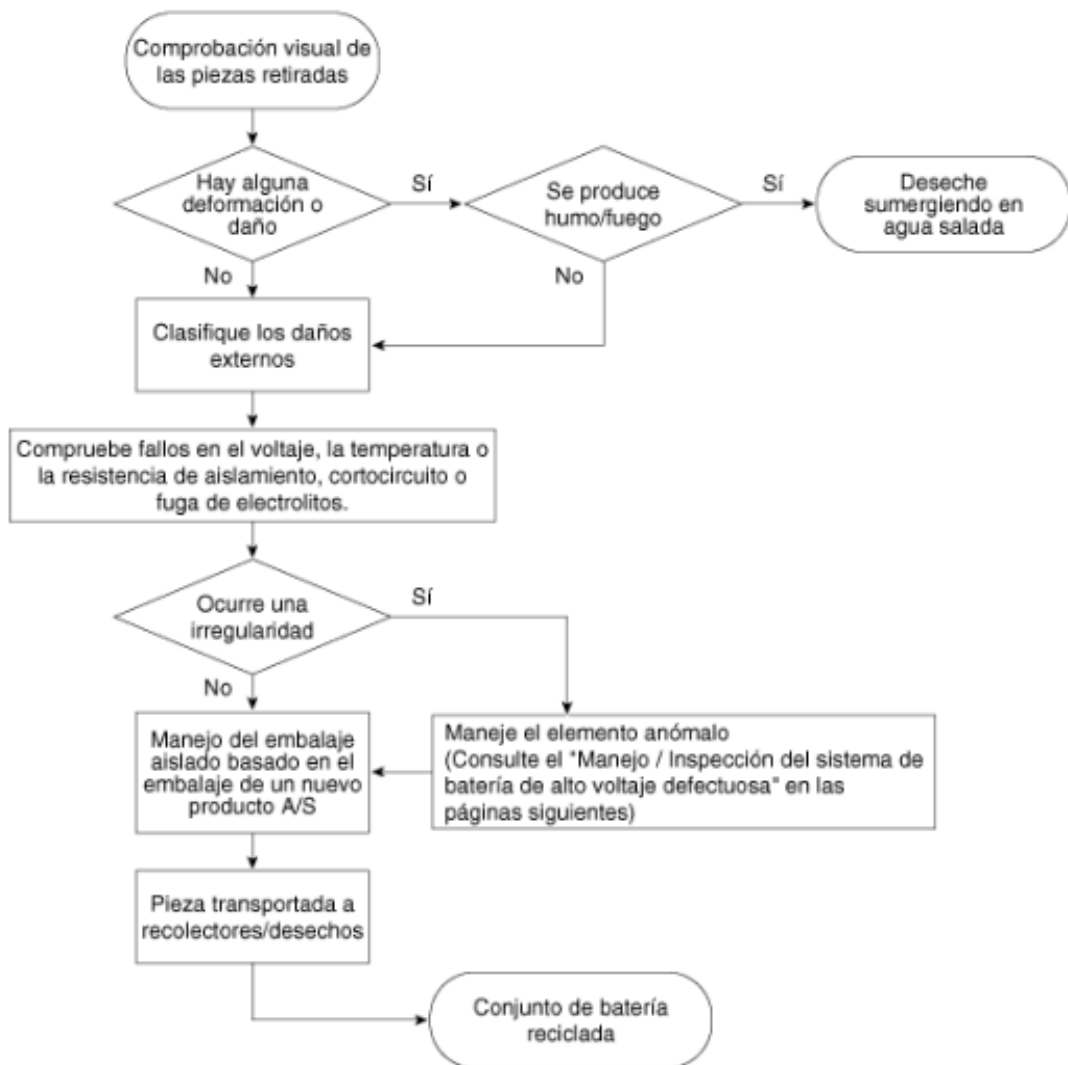 Comprobación visual de
las piezas retiradas
Hay alguna
deformación o
daño
Sí
Se produce
humo/fuego
Sí
Deseche
sumergiendo en
agua salada
No
No
Clasifique los daños
externos
Compruebe fallos en el voltaje, la temperatura o
la resistencia de aislamiento, cortocircuito o
fuga de electrolitos.
Ocurre una
irregularidad
Sí
No
Manejo del embalaje
aislado basado en el
embalaje de un nuevo
producto A/S
Maneje el elemento anómalo
(Consulte el "Manejo / Inspección del sistema de
batería de alto voltaje defectuosa" en las
páginas siguientes)
Pieza transportada a
recolectores/desechos
Conjunto de batería
reciclada